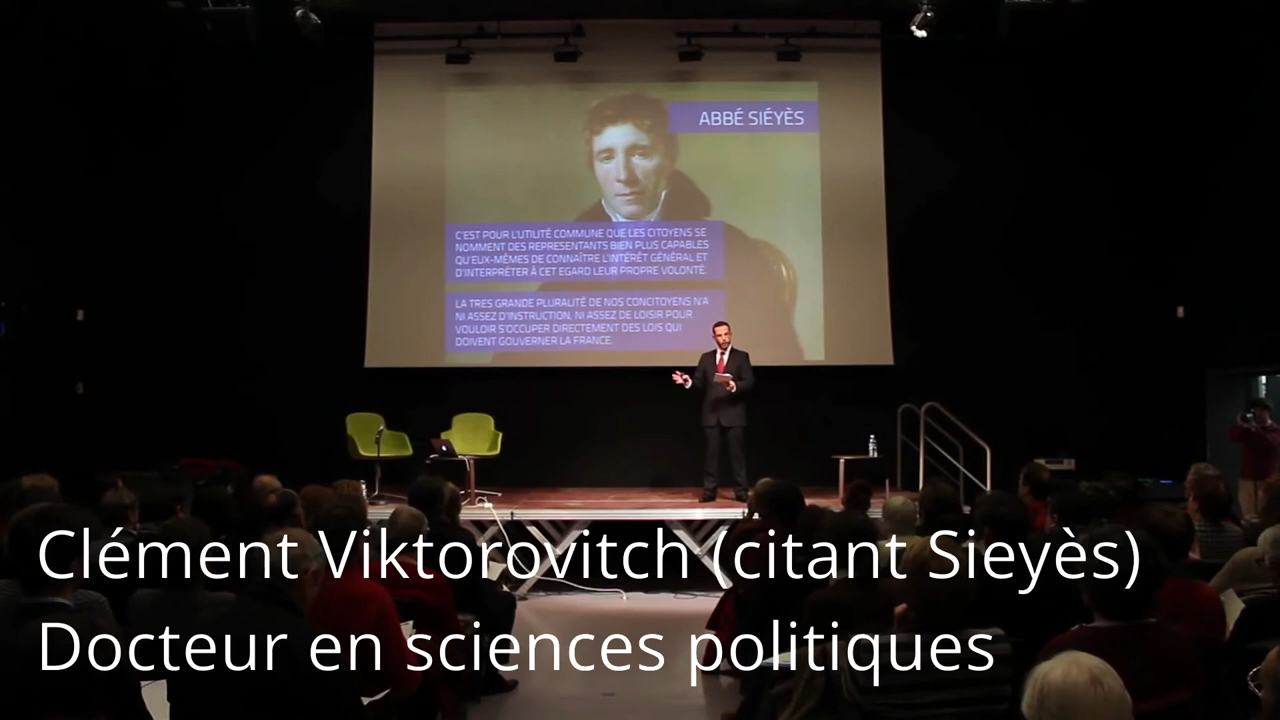 ABBÉ SIÉYÈS
C'EST POUR L'UTILITÉ COMMUNE QUE LES CITOYENS SE
NOMMENT DES REPRESENTANTS BIEN PLUS CAPABLES
QU'EUX-MÊMES DE CONNAÎTRE L'INTÉRÊT GÉNÉRAL ET
D'INTERPRÉTER À CET EGARD LEUR PROPRE VOLONTÉ.
LA TRES GRANDE PLURALITÉ DE NOS CONCITOYENS N'A
NI ASSEZ D'INSTRUCTION, NI ASSEZ DE LOISIR POUR
VOULOIR S'OCCUPER DIRECTEMENT DES LOIS QUI
DOIVENT GOUVERNER LA FRANCE.
Clément Viktorovitch (citant Sieyès)
Docteur en sciences politiques